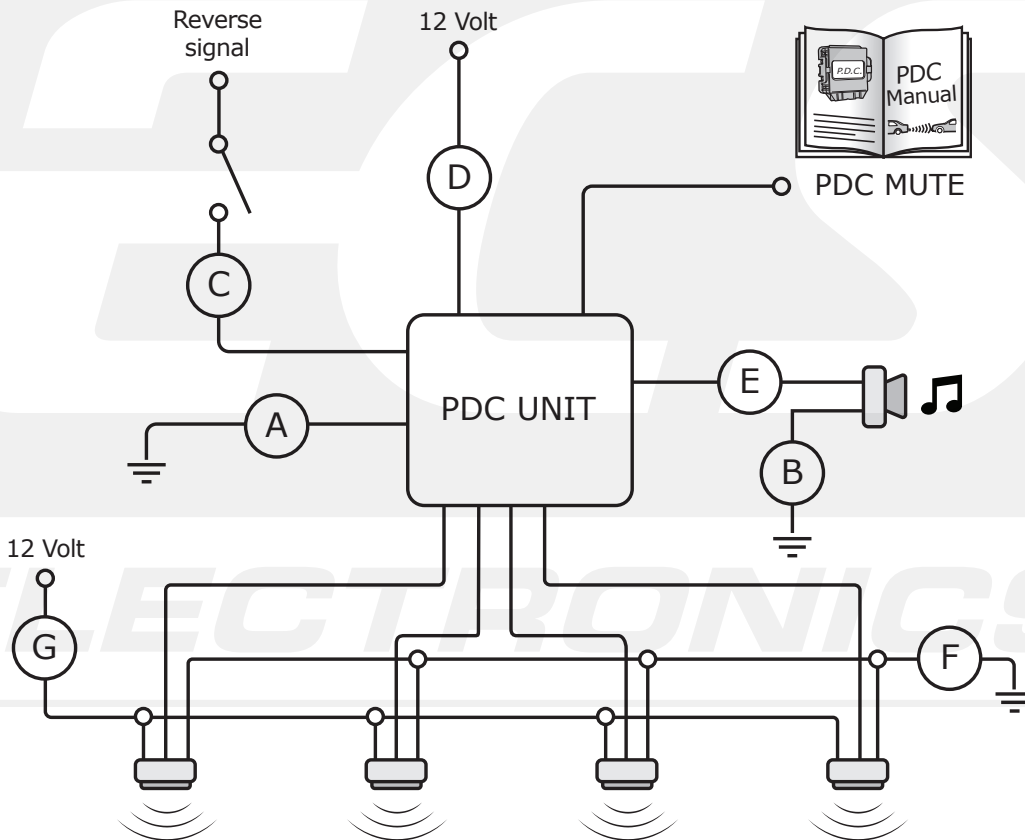 Reverse
signal
12 Volt
P.D.C.
PDC
Manual
D
PDC MUTE
C
E
PDC UNIT
A
B
12 Volt
ELECTRONICS
G
F